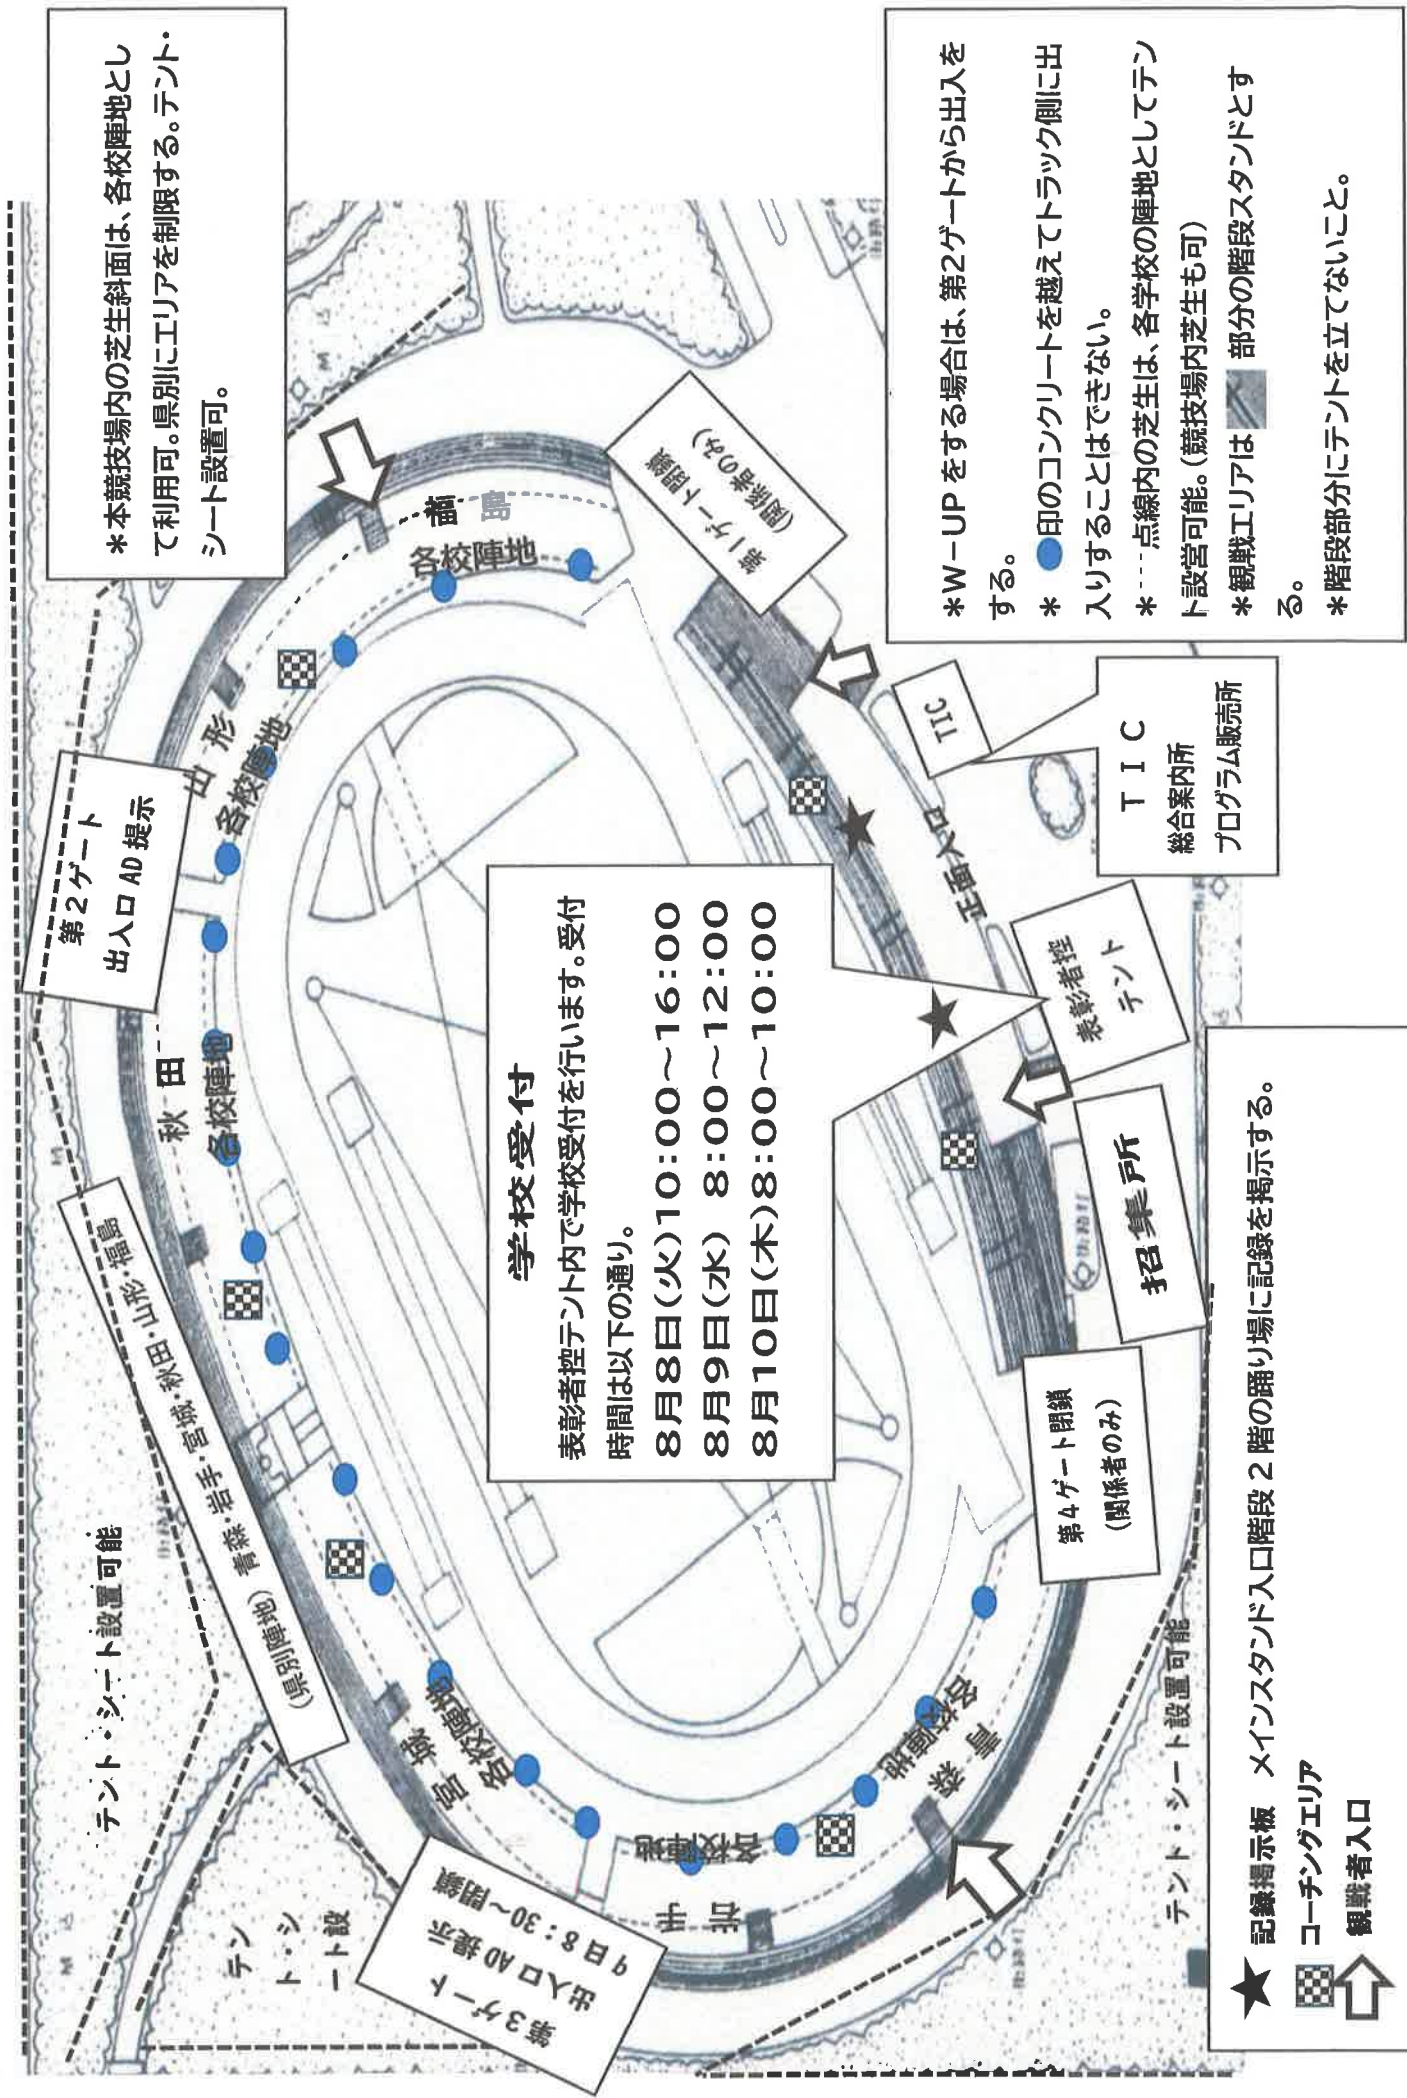 *本競技場内の芝生斜面は、各校陣地とし
て利用可。県別にエリアを制限する。テント・
シート設置可。
第2ゲート
出入口 AD 提示
テント・シート設置可能
(県別陣地) 青森・岩手・宮城・秋田・山形・福島
テン
ト・シ
ート設
第3ゲート
出入口 AD 提示
9日 8:30~閉鎖
福島
各校陣地
山形
各校陣地
秋田
各校陣地
宮城
各校陣地
岩手
各校陣地
青森
各校陣地
第1ゲート閉鎖
(関係者のみ)
学校受付
表彰者控テント内で学校受付を行います。受付
時間は以下の通り。
8月8日(火)10:00~16:00
8月9日(水) 8:00~12:00
8月10日(木)8:00~10:00
TIC
正面入口
表彰者控
テント
招集所
第4ゲート閉鎖
(関係者のみ)
テント・シート設置可能
TIC
総合案内所
プログラム販売所
*W-UPをする場合は、第2ゲートから出入を
する。
* 印のコンクリートを越えてトラック側に出
入りすることはできない。
*----点線内の芝生は、各学校の陣地としてテン
ト設営可能。(競技場内芝生も可)
*観戦エリアは 部分の階段スタンドとす
る。
*階段部分にテントを立てないこと。
★ 記録掲示板 メインスタンド入口階段2階の踊り場に記録を掲示する。
コーチングエリア
観戦者入口